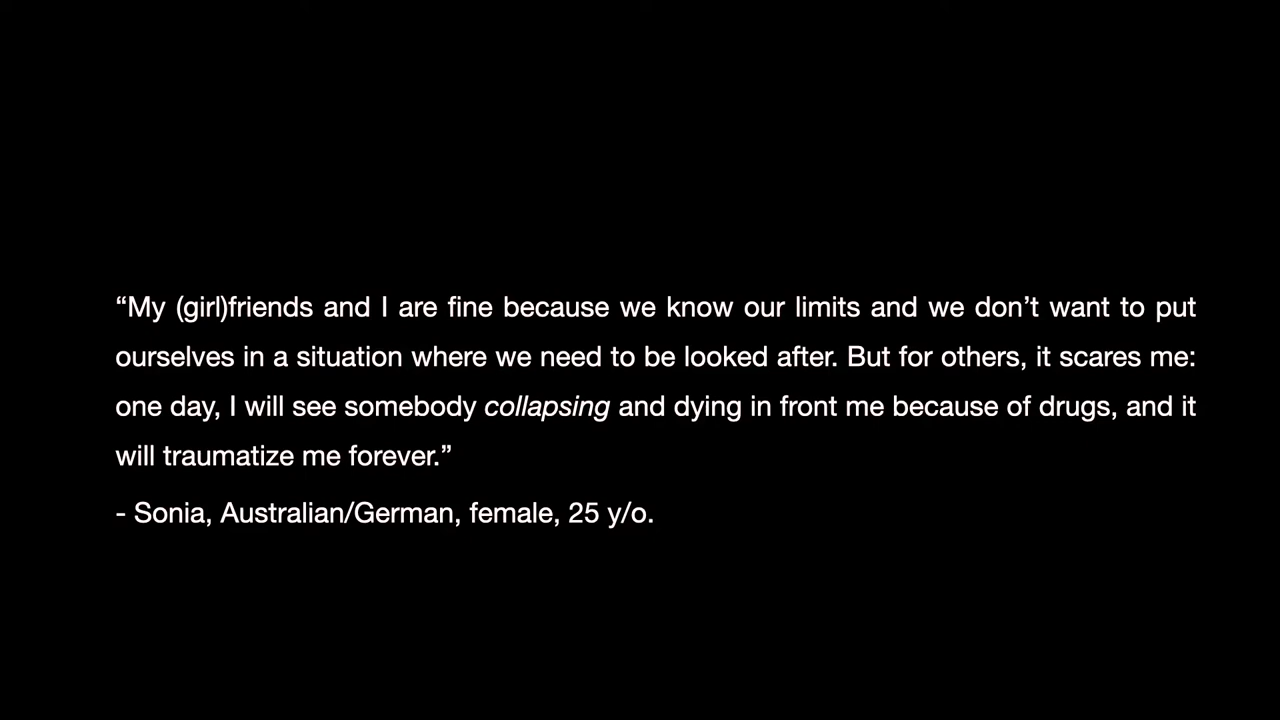 “My (girl)friends and I are fine because we know our limits and we don’t want to put
ourselves in a situation where we need to be looked after. But for others, it scares me:
one day, I will see somebody collapsing and dying in front me because of drugs, and it
will traumatize me forever.”
- Sonia, Australian/German, female, 25 y/o.